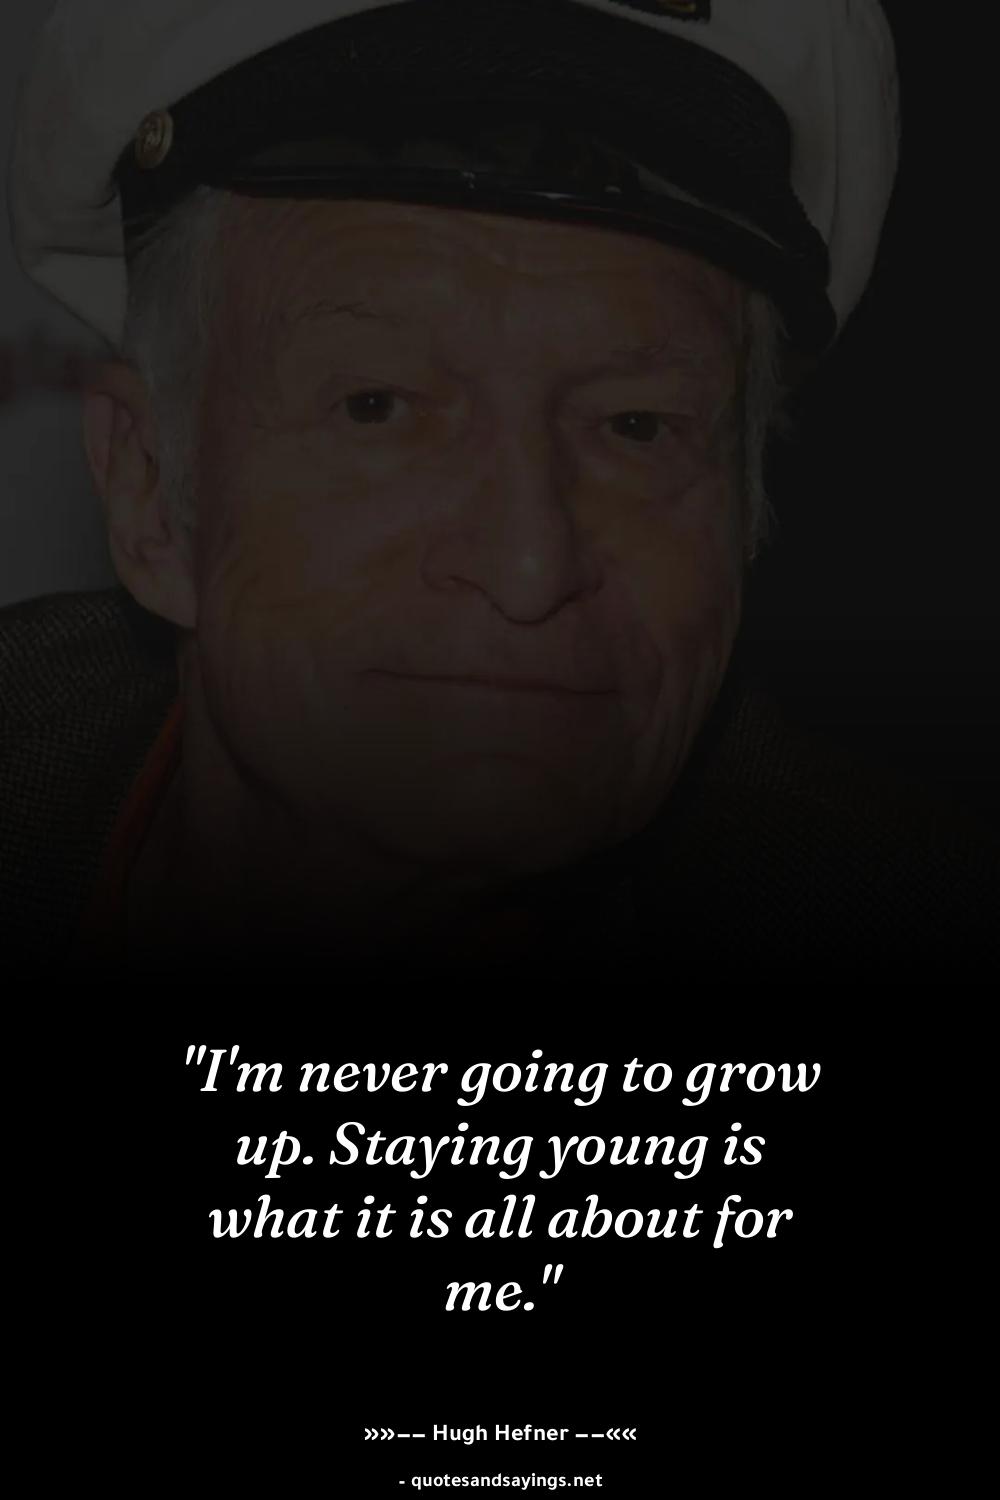 "I'm never going to grow
up. Staying young is
what it is all about for
me."
»»-- Hugh Hefner --««
- quotesandsayings.net